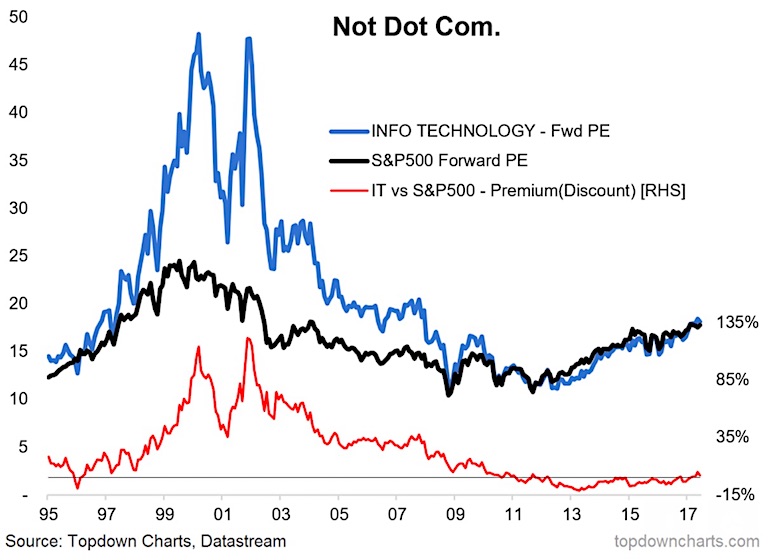 Not Dot Com.
50
45
40
35
30
25
20
15
10
5
-
INFO TECHNOLOGY - Fwd PE
S&P500 Forward PE
IT vs S&P500 - Premium(Discount) [RHS]
135%
85%
35%
-15%
95 97 99 01 03 05 07 09 11 13 15 17
Source: Topdown Charts, Datastream
topdowncharts.com